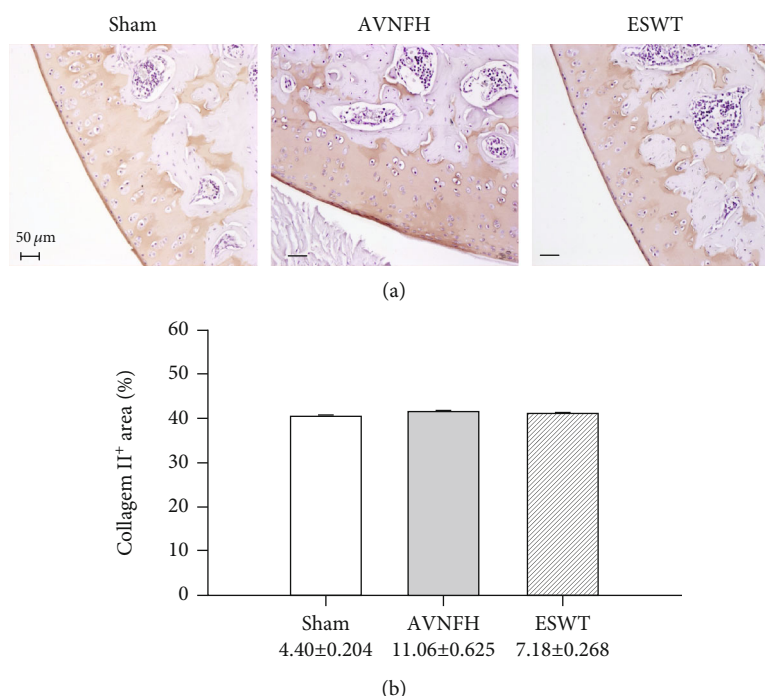 Sham AVNFH ESWT
50 μm
(a)
Collagem II⁺ area (%)
60
50
40
30
20
10
0
Sham AVNFH ESWT
4.40±0.204 11.06±0.625 7.18±0.268
(b)